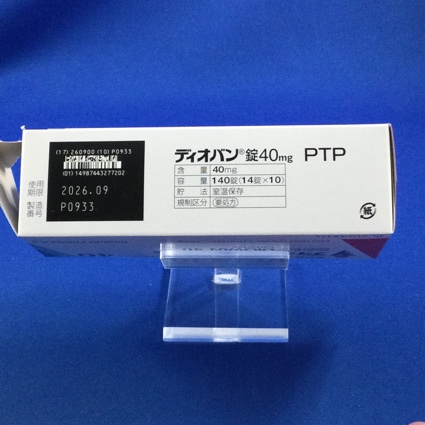 (17) 260900 (10) P0933
(01) 14987443277202
使用
期限
2026.09
製造
番号
P0933
ディオバン®錠40mg PTP
含 量 40mg
容 量 140錠(14錠×10)
貯 法 室温保存
規制区分 要処方
紙